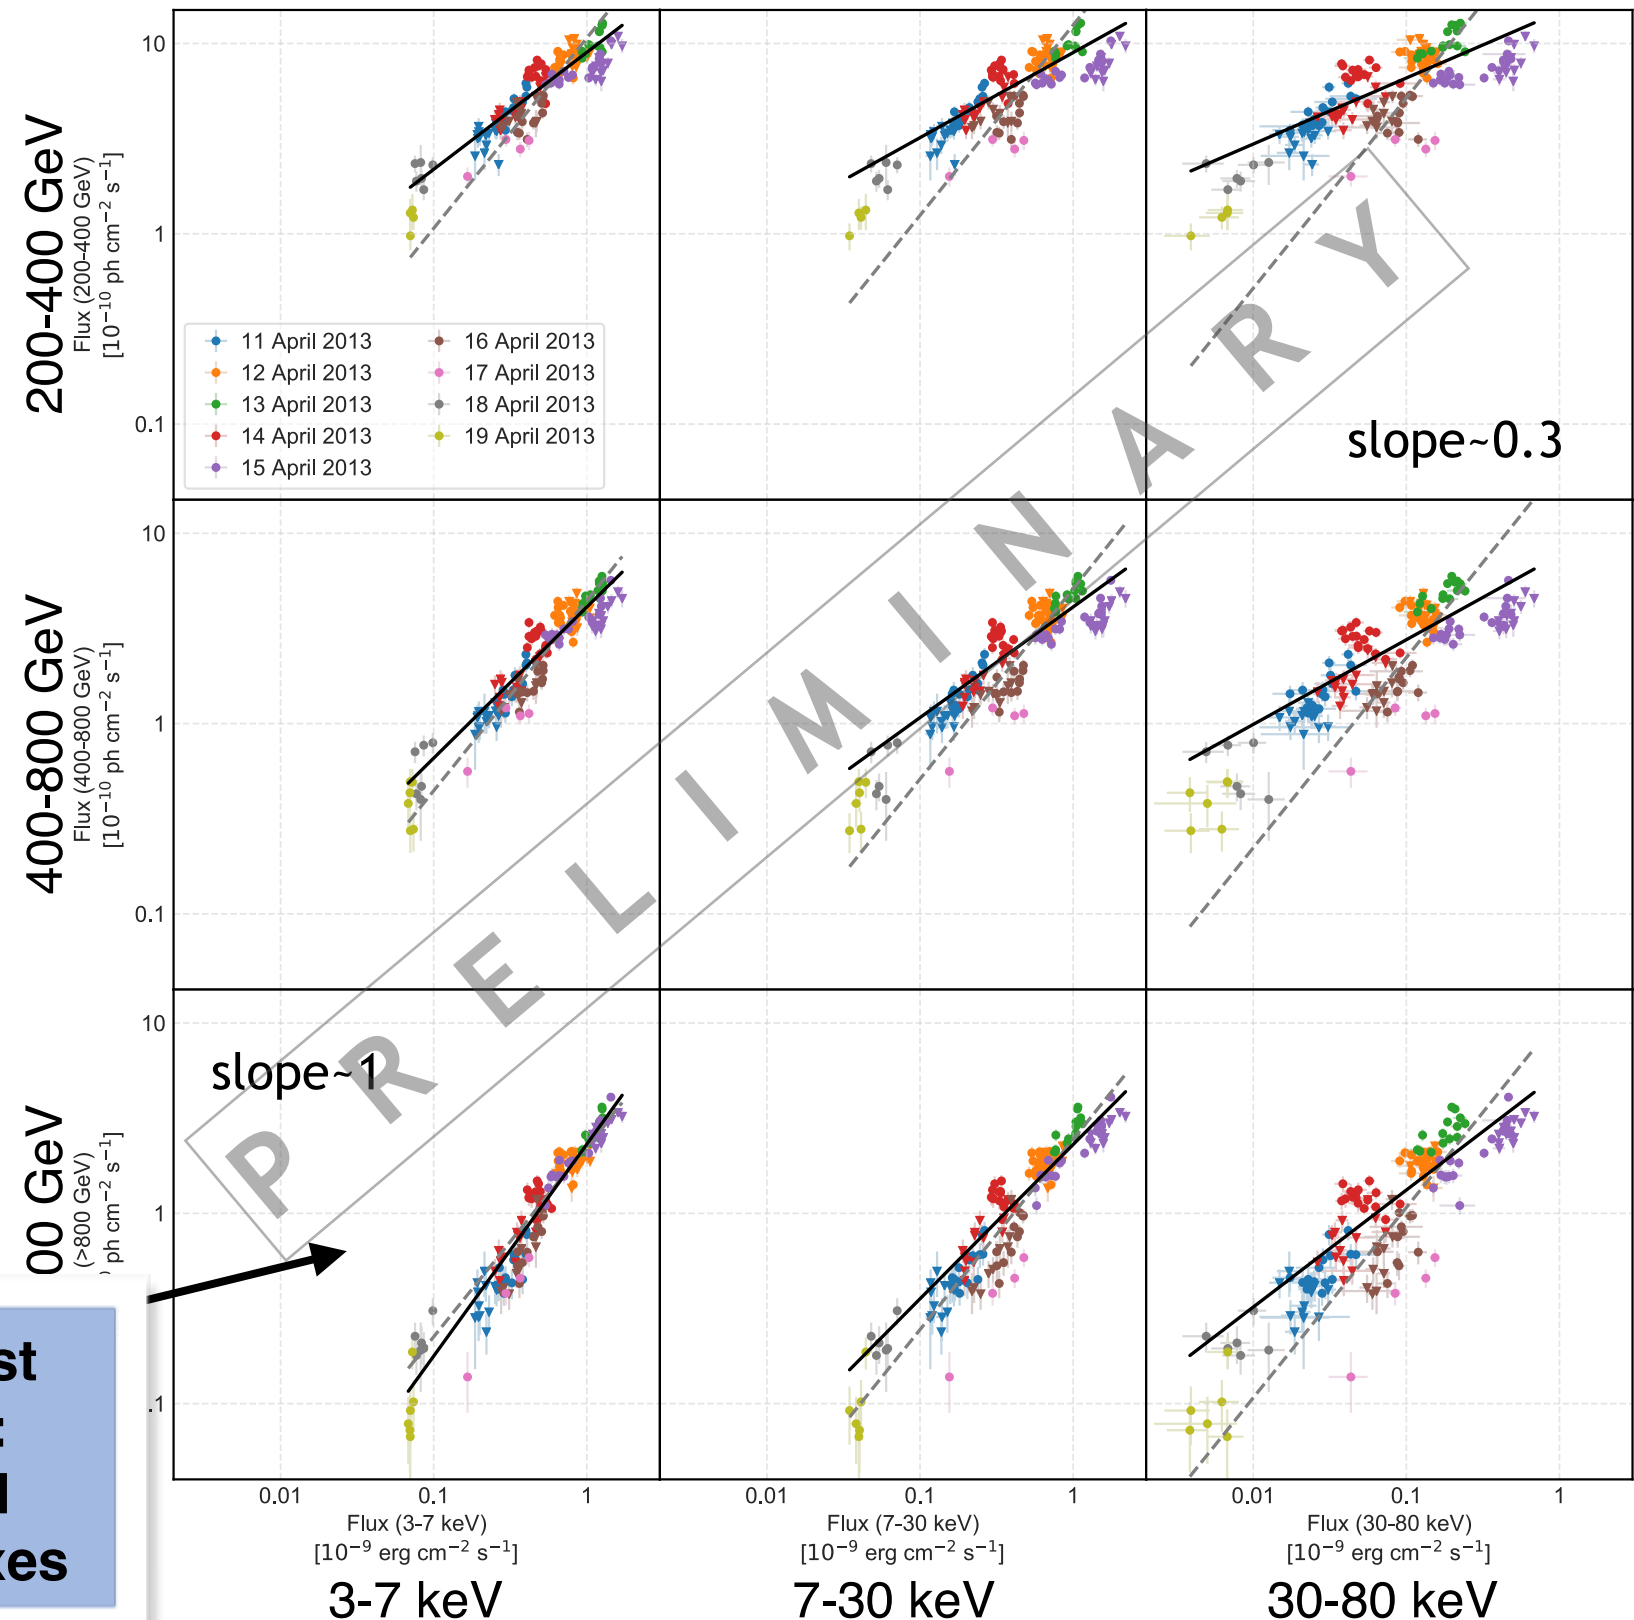 200-400 GeV
Flux (200-400 GeV)
[10⁻¹⁰ ph cm⁻² s⁻¹]
10
1
0.1
11 April 2013
12 April 2013
13 April 2013
14 April 2013
15 April 2013
16 April 2013
17 April 2013
18 April 2013
19 April 2013
slope~0.3
400-800 GeV
Flux (400-800 GeV)
[10⁻¹⁰ ph cm⁻² s⁻¹]
10
1
0.1
PRELIMINARY
00 GeV
(>800 GeV)
ph cm⁻² s⁻¹]
10
1
.1
slope~1
st
xes
0.01
0.1
1
Flux (3-7 keV)
[10⁻⁹ erg cm⁻² s⁻¹]
3-7 keV
0.01
0.1
1
Flux (7-30 keV)
[10⁻⁹ erg cm⁻² s⁻¹]
7-30 keV
0.01
0.1
1
Flux (30-80 keV)
[10⁻⁹ erg cm⁻² s⁻¹]
30-80 keV